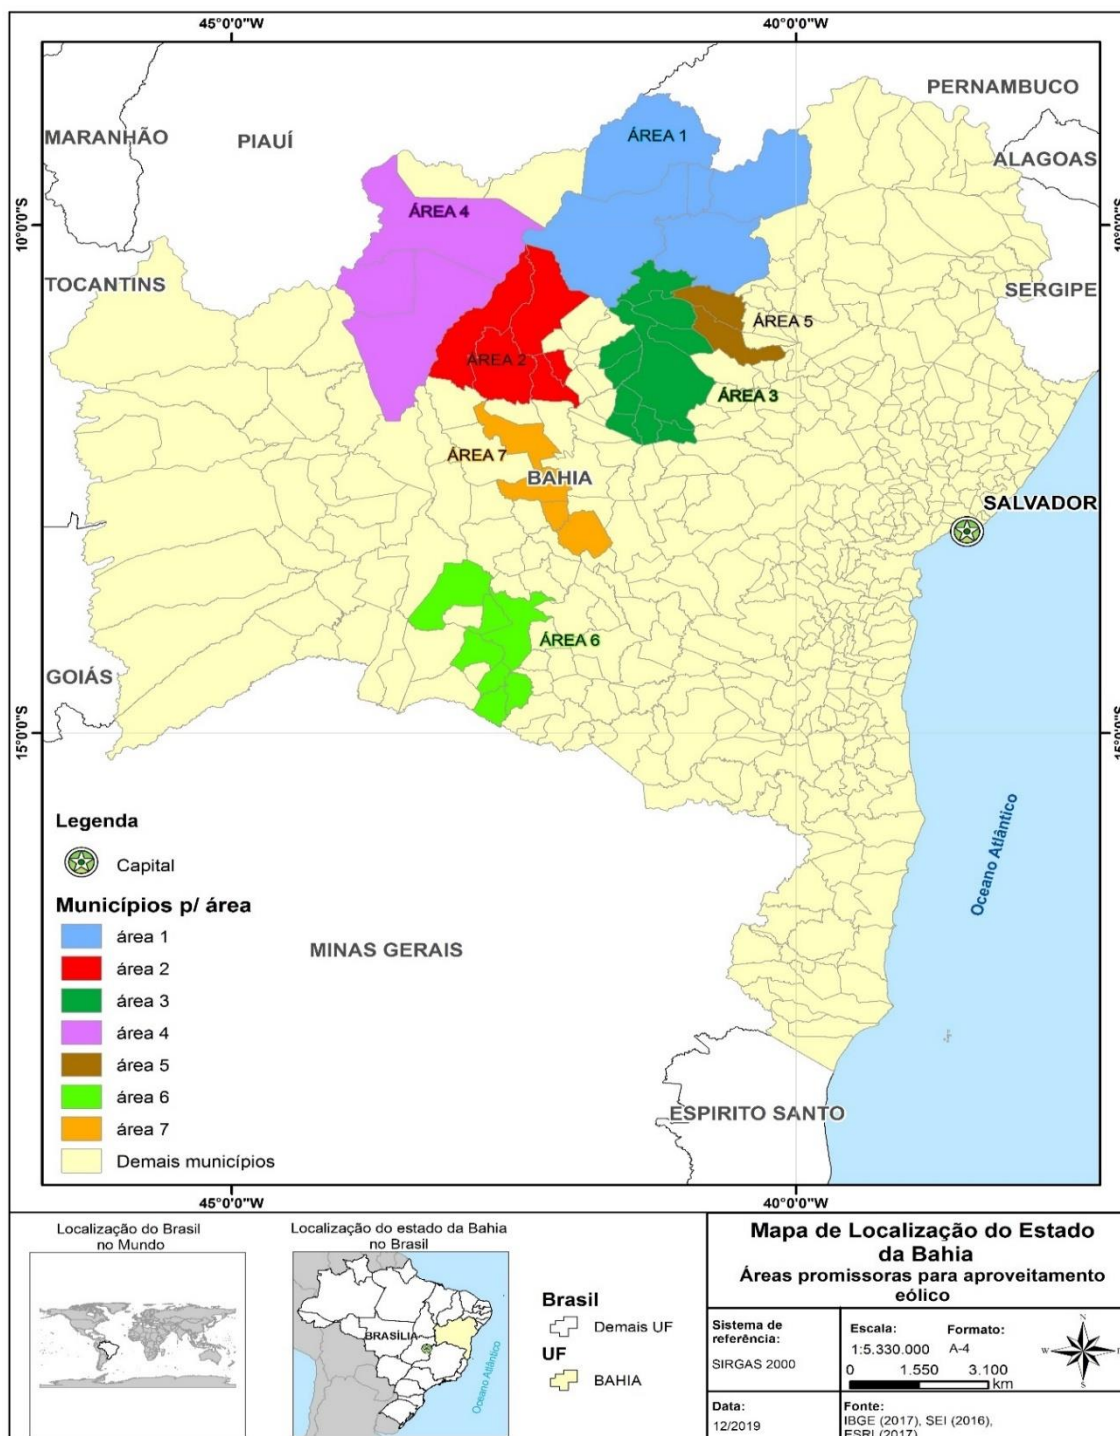 45°0'0"W
40°0'0"W
PERNAMBUCO
MARANHÃO
PIAUÍ
ÁREA 1
ALAGOAS
ÁREA 4
10°0'0"S
10°0'0"S
TOCANTINS
SERGIPE
ÁREA 5
ÁREA 2
ÁREA 3
ÁREA 7
BAHIA
SALVADOR
ÁREA 6
GOIÁS
15°0'0"S
15°0'0"S
Oceano Atlântico
Legenda
Capital
Municípios p/ área
área 1
área 2
área 3
área 4
área 5
área 6
área 7
Demais municípios
MINAS GERAIS
ESPIRITO SANTO
45°0'0"W
40°0'0"W
Localização do Brasil
no Mundo
Localização do estado da Bahia
no Brasil
BRASÍLIA
Oceano Atlântico
Brasil
Demais UF
UF
BAHIA
Mapa de Localização do Estado
da Bahia
Áreas promissoras para aproveitamento
eólico
Sistema de
referência:
SIRGAS 2000
Escala:
1:5.330.000
Formato:
A-4
0 1.550 3.100
km
N
W
S
Data:
12/2019
Fonte:
IBGE (2017), SEI (2016),
ESRI (2017)